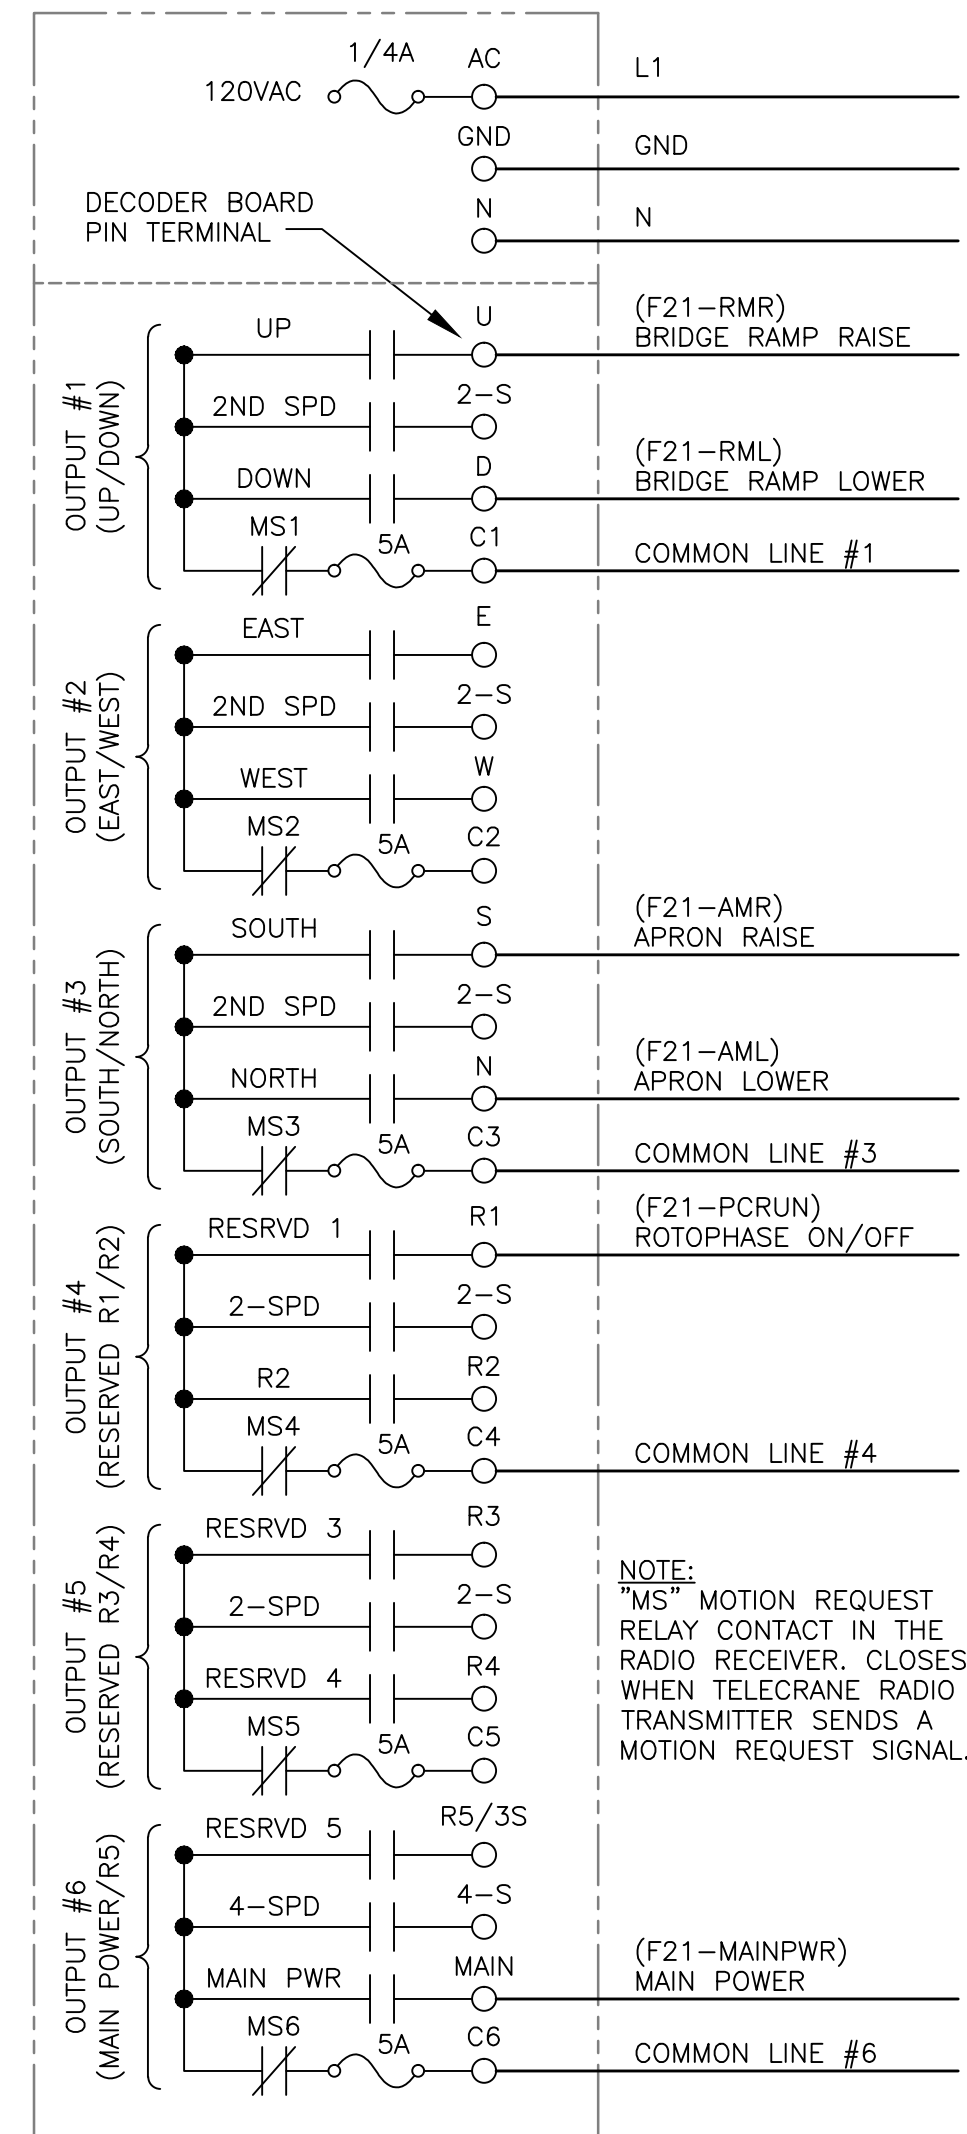 1/4A
AC
L1
120VAC
GND
GND
DECODER BOARD
PIN TERMINAL
N
N
OUTPUT #1
(UP/DOWN)
UP
U
(F21-RMR)
BRIDGE RAMP RAISE
2ND SPD
2-S
DOWN
D
(F21-RML)
BRIDGE RAMP LOWER
MS1
5A
C1
COMMON LINE #1
OUTPUT #2
(EAST/WEST)
EAST
E
2ND SPD
2-S
WEST
W
MS2
5A
C2
OUTPUT #3
(SOUTH/NORTH)
SOUTH
S
(F21-AMR)
APRON RAISE
2ND SPD
2-S
NORTH
N
(F21-AML)
APRON LOWER
MS3
5A
C3
COMMON LINE #3
OUTPUT #4
(RESERVED R1/R2)
RESRVD 1
R1
(F21-PCRUN)
ROTOPHASE ON/OFF
2-SPD
2-S
R2
R2
MS4
5A
C4
COMMON LINE #4
OUTPUT #5
(RESERVED R3/R4)
RESRVD 3
R3
2-SPD
2-S
RESRVD 4
R4
MS5
5A
C5
NOTE:
"MS" MOTION REQUEST
RELAY CONTACT IN THE
RADIO RECEIVER. CLOSES
WHEN TELECRANE RADIO
TRANSMITTER SENDS A
MOTION REQUEST SIGNAL.
OUTPUT #6
(MAIN POWER/R5)
RESRVD 5
R5/3S
4-SPD
4-S
MAIN PWR
MAIN
(F21-MAINPWR)
MAIN POWER
MS6
5A
C6
COMMON LINE #6